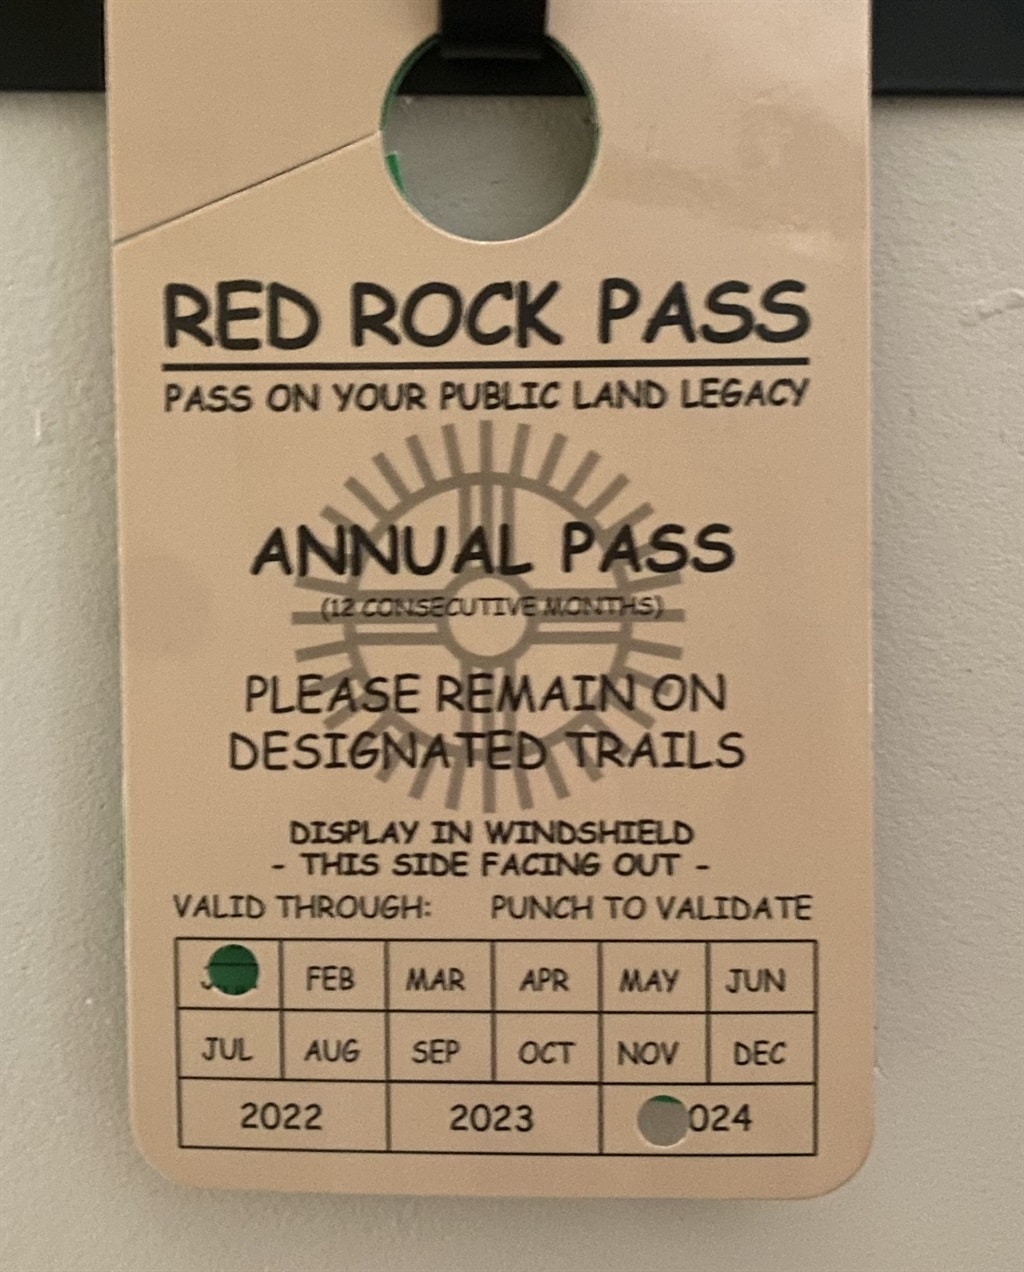 RED ROCK PASS
PASS ON YOUR PUBLIC LAND LEGACY
ANNUAL PASS
(12 CONSECUTIVE MONTHS)
PLEASE REMAIN ON
DESIGNATED TRAILS
DISPLAY IN WINDSHIELD
- THIS SIDE FACING OUT -
VALID THROUGH: PUNCH TO VALIDATE
FEB MAR APR MAY JUN
JUL AUG SEP OCT NOV DEC
2022 2023 024